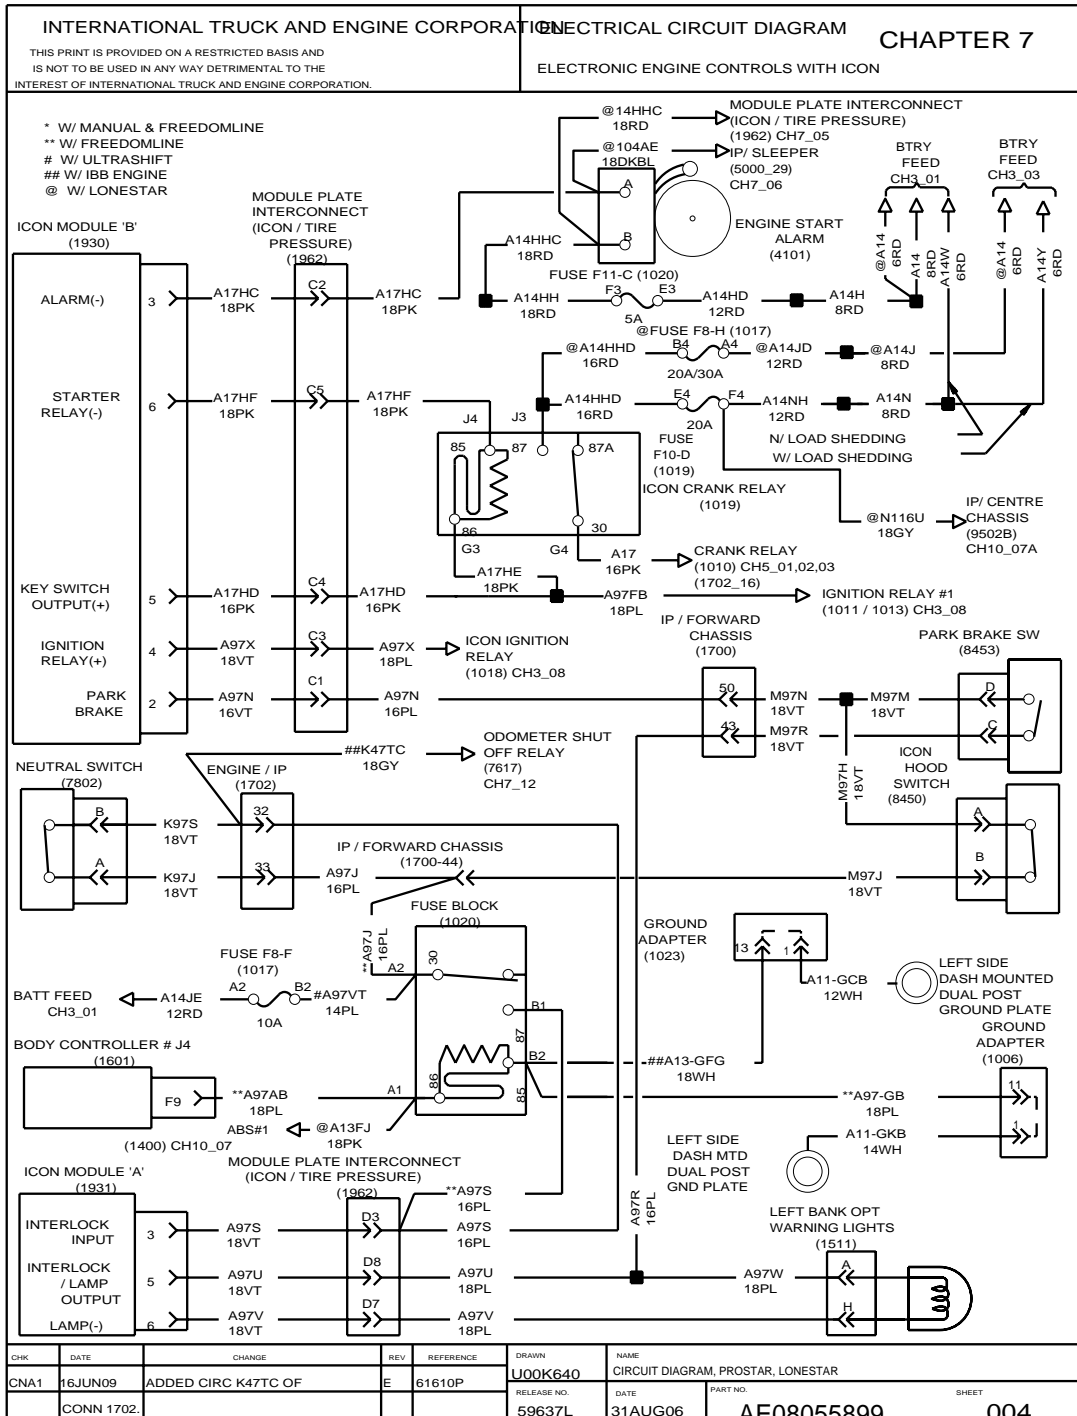 INTERNATIONAL TRUCK AND ENGINE CORPORATION
ELECTRICAL CIRCUIT DIAGRAM
CHAPTER 7
THIS PRINT IS PROVIDED ON A RESTRICTED BASIS AND
IS NOT TO BE USED IN ANY WAY DETRIMENTAL TO THE
INTEREST OF INTERNATIONAL TRUCK AND ENGINE CORPORATION.
ELECTRONIC ENGINE CONTROLS WITH ICON
* W/ MANUAL & FREEDOMLINE
** W/ FREEDOMLINE
# W/ ULTRASHIFT
## W/ IBB ENGINE
@ W/ LONESTAR
@14HHC
18RD
MODULE PLATE INTERCONNECT
(ICON / TIRE PRESSURE)
(1962) CH7_05
@104AE
18DKBL
IP/ SLEEPER
(5000_29)
CH7_06
BTRY
FEED
CH3_01
BTRY
FEED
CH3_03
A
B
ENGINE START
ALARM
(4101)
@A14
6RD
A14
8RD
A14W
6RD
@A14
6RD
A14Y
6RD
ICON MODULE 'B'
(1930)
MODULE PLATE
INTERCONNECT
(ICON / TIRE
PRESSURE)
(1962)
A14HHC
18RD
ALARM(-)
3
A17HC
18PK
C2
A17HC
18PK
A14HH
18RD
FUSE F11-C (1020)
F3
E3
5A
A14HD
12RD
A14H
8RD
@FUSE F8-H (1017)
@A14HHD
16RD
B4
A4
20A/30A
@A14JD
12RD
@A14J
8RD
STARTER
RELAY(-)
6
A17HF
18PK
C5
A17HF
18PK
A14HHD
16RD
E4
F4
20A
A14NH
12RD
A14N
8RD
N/ LOAD SHEDDING
W/ LOAD SHEDDING
J4
J3
85
87
87A
86
30
G3
G4
FUSE
F10-D
(1019)
ICON CRANK RELAY
(1019)
@N116U
18GY
IP/ CENTRE
CHASSIS
(9502B)
CH10_07A
A17
16PK
CRANK RELAY
(1010) CH5_01,02,03
(1702_16)
A17HE
18PK
KEY SWITCH
OUTPUT(+)
5
A17HD
16PK
C4
A17HD
16PK
A97FB
18PL
IGNITION RELAY #1
(1011 / 1013) CH3_08
IGNITION
RELAY(+)
4
A97X
18VT
C3
A97X
18PL
ICON IGNITION
RELAY
(1018) CH3_08
PARK
BRAKE
2
A97N
16VT
C1
A97N
16PL
IP / FORWARD
CHASSIS
(1700)
50
43
M97N
18VT
M97R
18VT
M97M
18VT
PARK BRAKE SW
(8453)
D
C
M97H
18VT
ICON
HOOD
SWITCH
(8450)
A
B
##K47TC
18GY
ODOMETER SHUT
OFF RELAY
(7617)
CH7_12
NEUTRAL SWITCH
(7802)
B
A
K97S
18VT
K97J
18VT
ENGINE / IP
(1702)
32
33
A97J
16PL
IP / FORWARD CHASSIS
(1700-44)
M97J
18VT
**A97J
16PL
FUSE BLOCK
(1020)
30
B1
87
B2
86
85
A2
A1
FUSE F8-F
(1017)
BATT FEED
CH3_01
A14JE
12RD
A2
B2
10A
#A97VT
14PL
GROUND
ADAPTER
(1023)
13
1
A11-GCB
12WH
LEFT SIDE
DASH MOUNTED
DUAL POST
GROUND PLATE
##A13-GFG
18WH
GROUND
ADAPTER
(1006)
11
1
BODY CONTROLLER # J4
(1601)
F9
**A97AB
18PL
ABS#1
@A13FJ
18PK
(1400) CH10_07
**A97-GB
18PL
A11-GKB
14WH
LEFT SIDE
DASH MTD
DUAL POST
GND PLATE
ICON MODULE 'A'
(1931)
MODULE PLATE INTERCONNECT
(ICON / TIRE PRESSURE)
(1962)
**A97S
16PL
INTERLOCK
INPUT
3
A97S
18VT
D3
A97S
16PL
A97R
16PL
INTERLOCK
/ LAMP
OUTPUT
5
A97U
18VT
D8
A97U
18PL
A97W
18PL
LEFT BANK OPT
WARNING LIGHTS
(1511)
A
H
LAMP(-)
6
A97V
18VT
D7
A97V
18PL
CHK
DATE
CHANGE
REV
REFERENCE
CNA1
16JUN09
ADDED CIRC K47TC OF
E
61610P
CONN 1702.
DRAWN
U00K640
NAME
CIRCUIT DIAGRAM, PROSTAR, LONESTAR
RELEASE NO.
59637L
DATE
31AUG06
PART NO.
AE08055899
SHEET
004